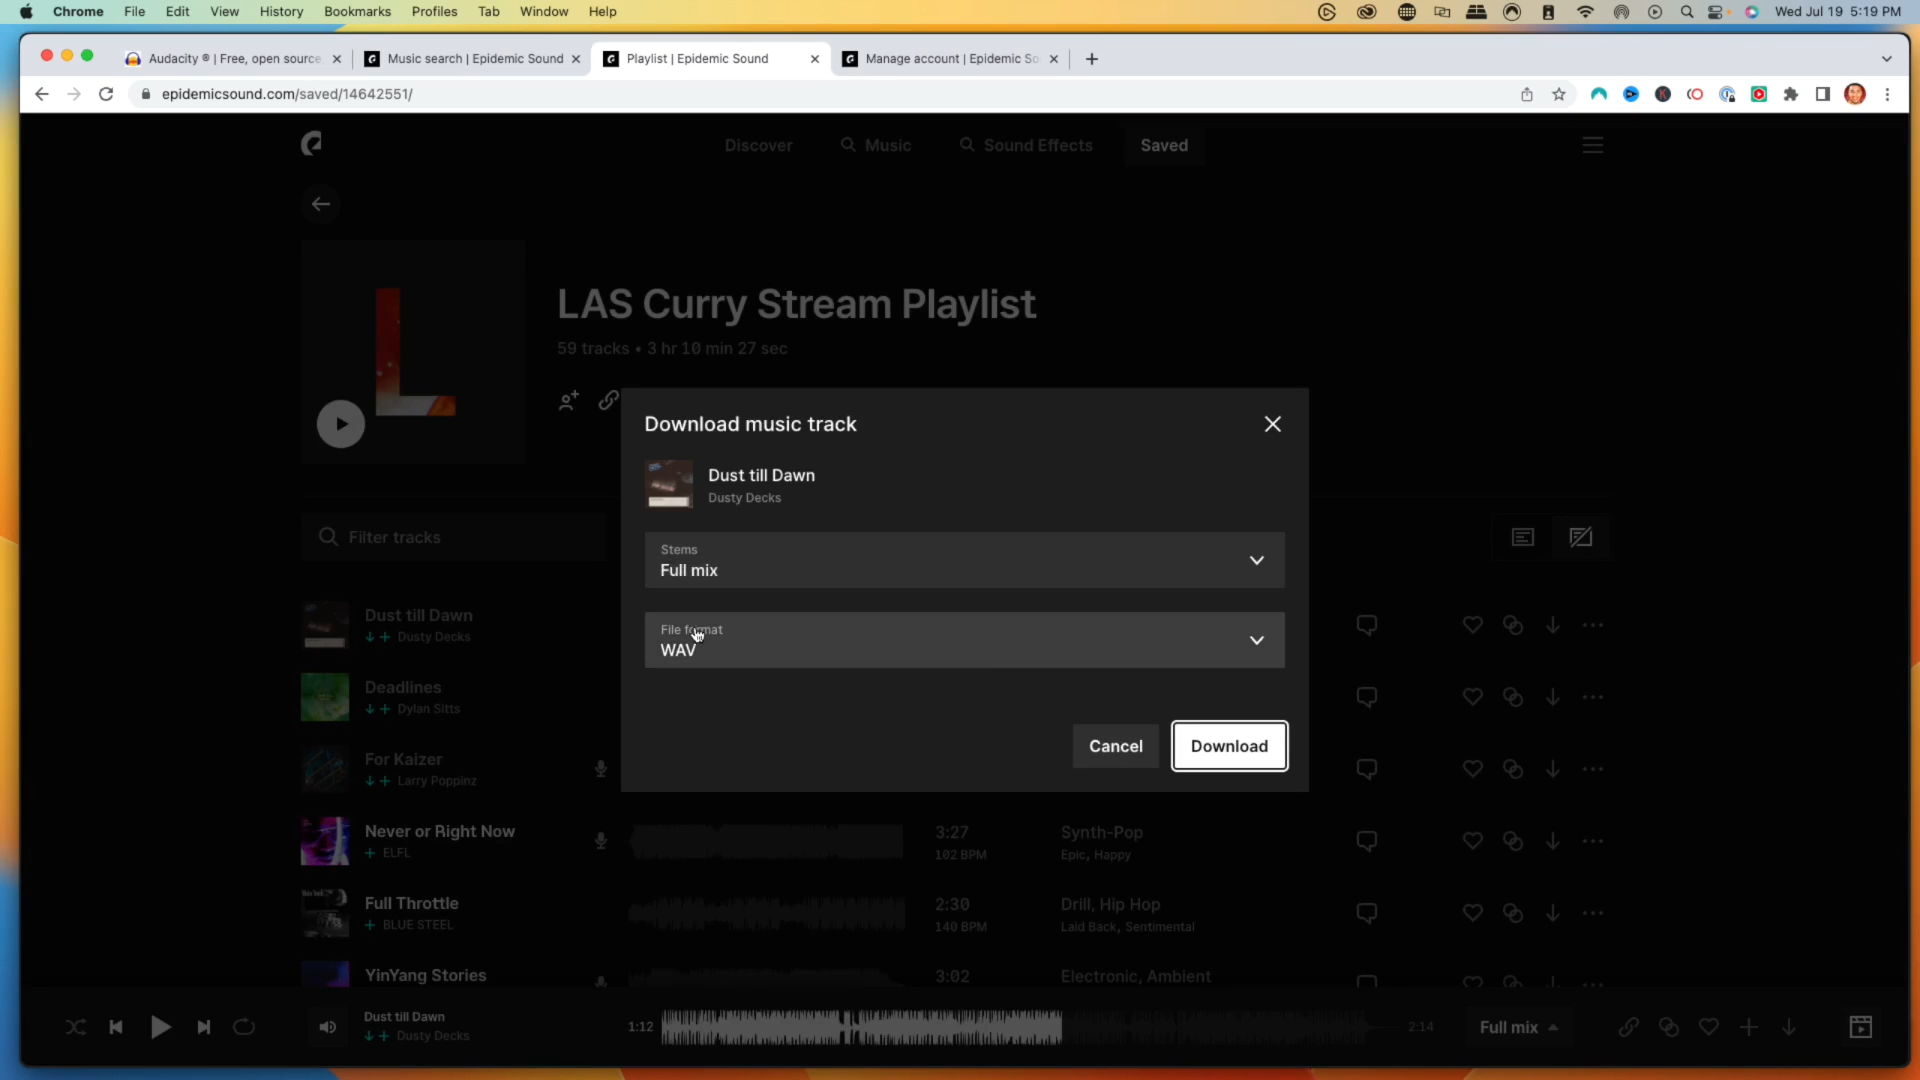 Chrome File Edit View History Bookmarks Profiles Tab Window Help Wed Jul 19 5:19 PM
Audacity ® | Free, open source Music search | Epidemic Sound Playlist | Epidemic Sound Manage account | Epidemic So
epidemicsound.com/saved/14642551/
Discover Music Sound Effects Saved
LAS Curry Stream Playlist
59 tracks • 3 hr 10 min 27 sec
Download music track
Dust till Dawn
Dusty Decks
Stems
Full mix
File format
WAV
Cancel Download
Filter tracks
Dust till Dawn
Dusty Decks
Deadlines
Dylan Sitts
For Kaizer
Larry Poppinz
Never or Right Now 3:27 Synth-Pop
ELFL 102 BPM Epic, Happy
Full Throttle 2:30 Drill, Hip Hop
BLUE STEEL 140 BPM Laid Back, Sentimental
YinYang Stories 3:02 Electronic, Ambient
Dust till Dawn
Dusty Decks
1:12 2:14 Full mix